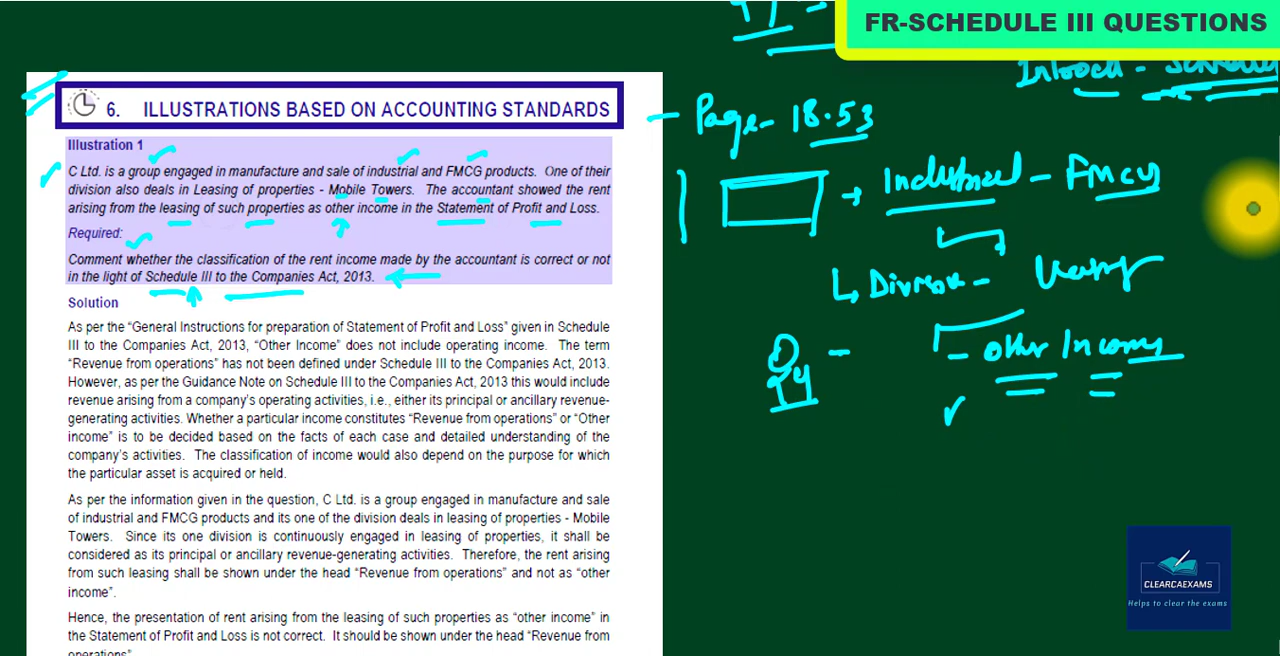 FR-SCHEDULE III QUESTIONS
6. ILLUSTRATIONS BASED ON ACCOUNTING STANDARDS
Illustration 1
C Ltd. is a group engaged in manufacture and sale of industrial and FMCG products. One of their
division also deals in Leasing of properties - Mobile Towers. The accountant showed the rent
arising from the leasing of such properties as other income in the Statement of Profit and Loss.
Required:
Comment whether the classification of the rent income made by the accountant is correct or not
in the light of Schedule III to the Companies Act, 2013.
Solution
As per the “General Instructions for preparation of Statement of Profit and Loss” given in Schedule
III to the Companies Act, 2013, “Other Income” does not include operating income. The term
“Revenue from operations” has not been defined under Schedule III to the Companies Act, 2013.
However, as per the Guidance Note on Schedule III to the Companies Act, 2013 this would include
revenue arising from a company’s operating activities, i.e., either its principal or ancillary revenue-
generating activities. Whether a particular income constitutes “Revenue from operations” or “Other
income” is to be decided based on the facts of each case and detailed understanding of the
company’s activities. The classification of income would also depend on the purpose for which
the particular asset is acquired or held.
As per the information given in the question, C Ltd. is a group engaged in manufacture and sale
of industrial and FMCG products and its one of the division deals in leasing of properties - Mobile
Towers. Since its one division is continuously engaged in leasing of properties, it shall be
considered as its principal or ancillary revenue-generating activities. Therefore, the rent arising
from such leasing shall be shown under the head “Revenue from operations” and not as “other
income”.
Hence, the presentation of rent arising from the leasing of such properties as “other income” in
the Statement of Profit and Loss is not correct. It should be shown under the head “Revenue from
operations”
- Page - 18.53
Industrial - FMCG
Division -
- Other Income
CLEARCAEXAMS
Helps to clear the exams